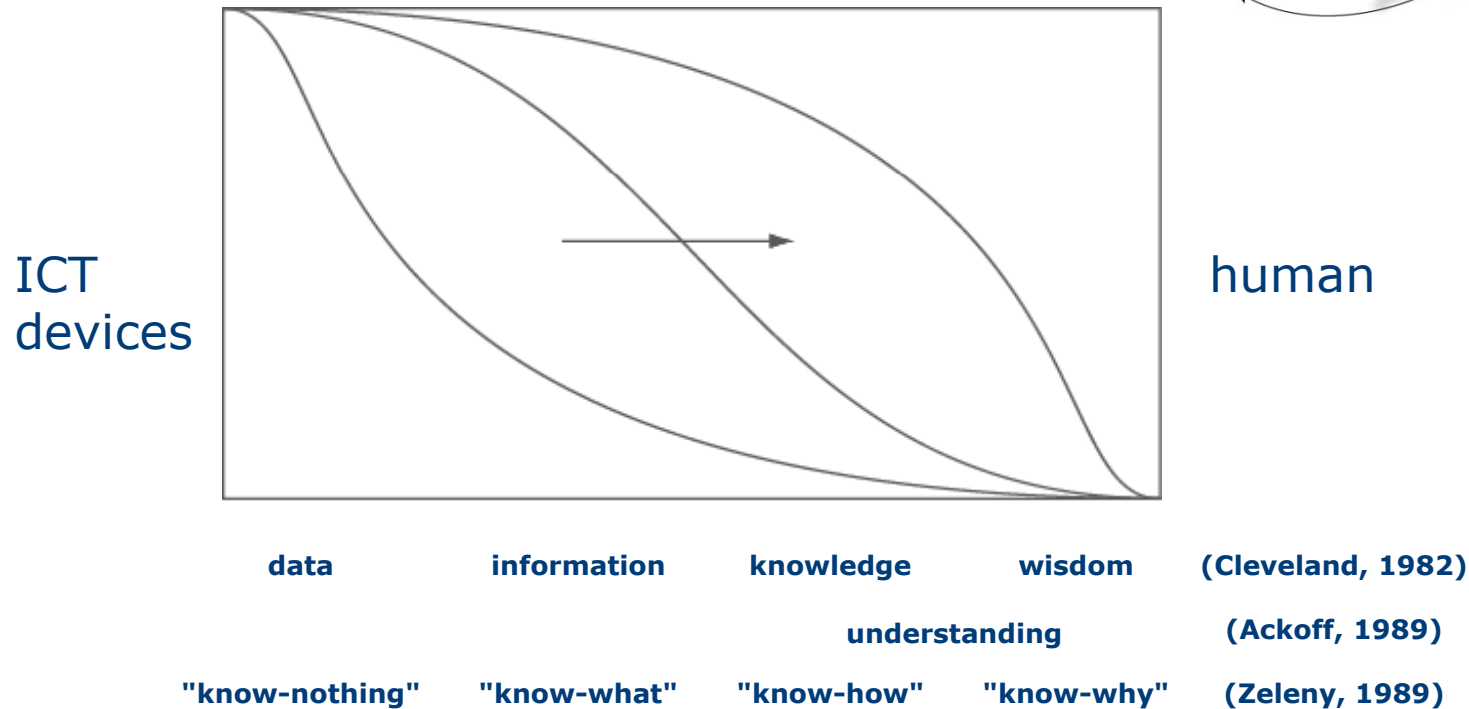 ICT
devices
human
data information knowledge wisdom (Cleveland, 1982)
understanding (Ackoff, 1989)
"know-nothing" "know-what" "know-how" "know-why" (Zeleny, 1989)